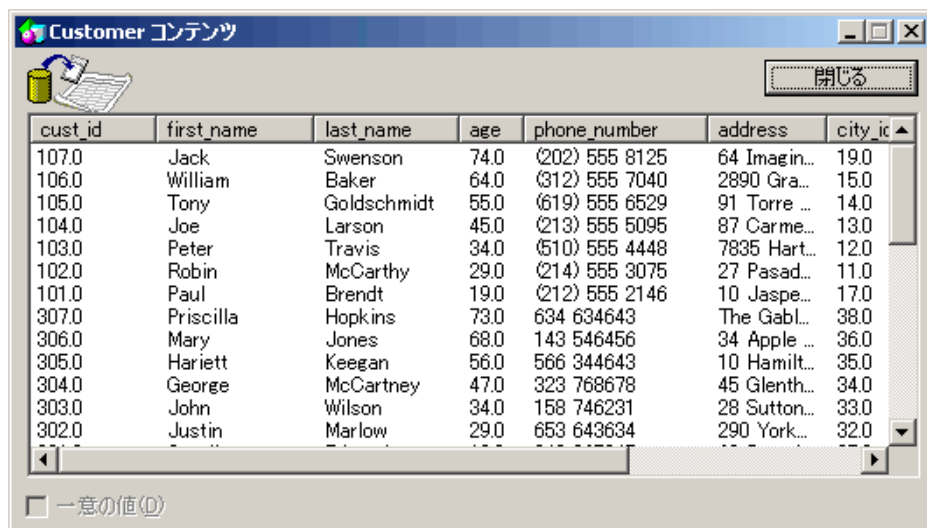 Customer コンテンツ
閉じる
cust_id first_name last_name age phone_number address city_ic
107.0 Jack Swenson 74.0 (202) 555 8125 64 Imagin... 19.0
106.0 William Baker 64.0 (312) 555 7040 2890 Gra... 15.0
105.0 Tony Goldschmidt 55.0 (619) 555 6529 91 Torre ... 14.0
104.0 Joe Larson 45.0 (213) 555 5095 87 Carme... 13.0
103.0 Peter Travis 34.0 (510) 555 4448 7835 Hart... 12.0
102.0 Robin McCarthy 29.0 (214) 555 3075 27 Pasad... 11.0
101.0 Paul Brendt 19.0 (212) 555 2146 10 Jaspe... 17.0
307.0 Priscilla Hopkins 73.0 634 634643 The Gabl... 38.0
306.0 Mary Jones 68.0 143 546456 34 Apple ... 36.0
305.0 Hariett Keegan 56.0 566 344643 10 Hamilt... 35.0
304.0 George McCartney 47.0 323 768678 45 Glenth... 34.0
303.0 John Wilson 34.0 158 746231 28 Sutton... 33.0
302.0 Justin Marlow 29.0 653 643634 290 York... 32.0
一意の値(D)